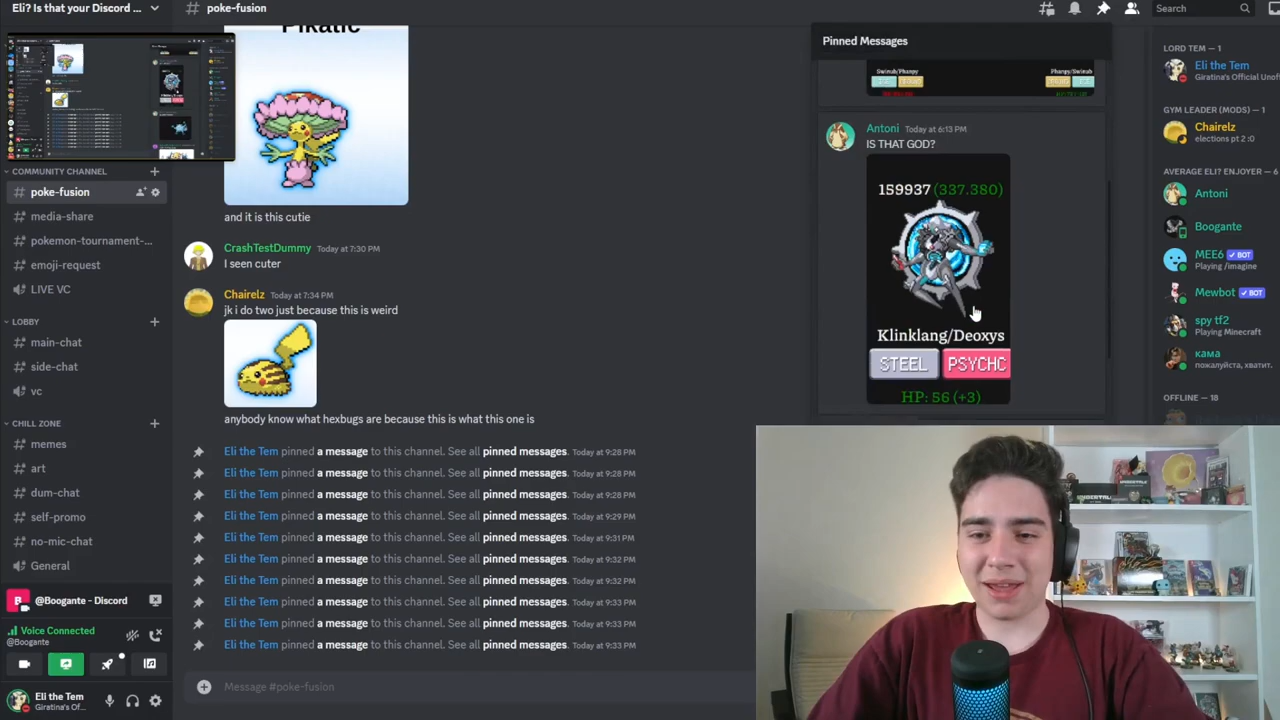 Eli? Is that your Discord ...
poke-fusion
Search
Pikatic
and it is this cutie
CrashTestDummy Today at 7:30 PM
I seen cuter
Chairelz Today at 7:34 PM
jk i do two just because this is weird
anybody know what hexbugs are because this is what this one is
Eli the Tem pinned a message to this channel. See all pinned messages. Today at 9:28 PM
Eli the Tem pinned a message to this channel. See all pinned messages. Today at 9:28 PM
Eli the Tem pinned a message to this channel. See all pinned messages. Today at 9:28 PM
Eli the Tem pinned a message to this channel. See all pinned messages. Today at 9:29 PM
Eli the Tem pinned a message to this channel. See all pinned messages. Today at 9:31 PM
Eli the Tem pinned a message to this channel. See all pinned messages. Today at 9:32 PM
Eli the Tem pinned a message to this channel. See all pinned messages. Today at 9:32 PM
Eli the Tem pinned a message to this channel. See all pinned messages. Today at 9:33 PM
Eli the Tem pinned a message to this channel. See all pinned messages. Today at 9:33 PM
Eli the Tem pinned a message to this channel. See all pinned messages. Today at 9:33 PM
Message #poke-fusion
COMMUNITY CHANNEL
poke-fusion
media-share
pokemon-tournament-...
emoji-request
LIVE VC
LOBBY
main-chat
side-chat
vc
CHILL ZONE
memes
art
dum-chat
self-promo
no-mic-chat
General
@Boogante - Discord
Voice Connected
@Boogante
Eli the Tem
Giratina's Of...
Pinned Messages
Swinub/Phanpy
Phanpy/Swinub
Antoni Today at 6:13 PM
IS THAT GOD?
159937 (337.380)
Klinklang/Deoxys
STEEL PSYCHC
HP: 56 (+3)
LORD TEM — 1
Eli the Tem
Giratina's Official Unoff
GYM LEADER (MODS) — 1
Chairelz
elections pt 2 :0
AVERAGE ELI? ENJOYER — 6
Antoni
Boogante
MEE6 BOT
Playing /imagine
Mewbot BOT
spy tf2
Playing Minecraft
кама
пожалуйста, хватит.
OFFLINE — 18